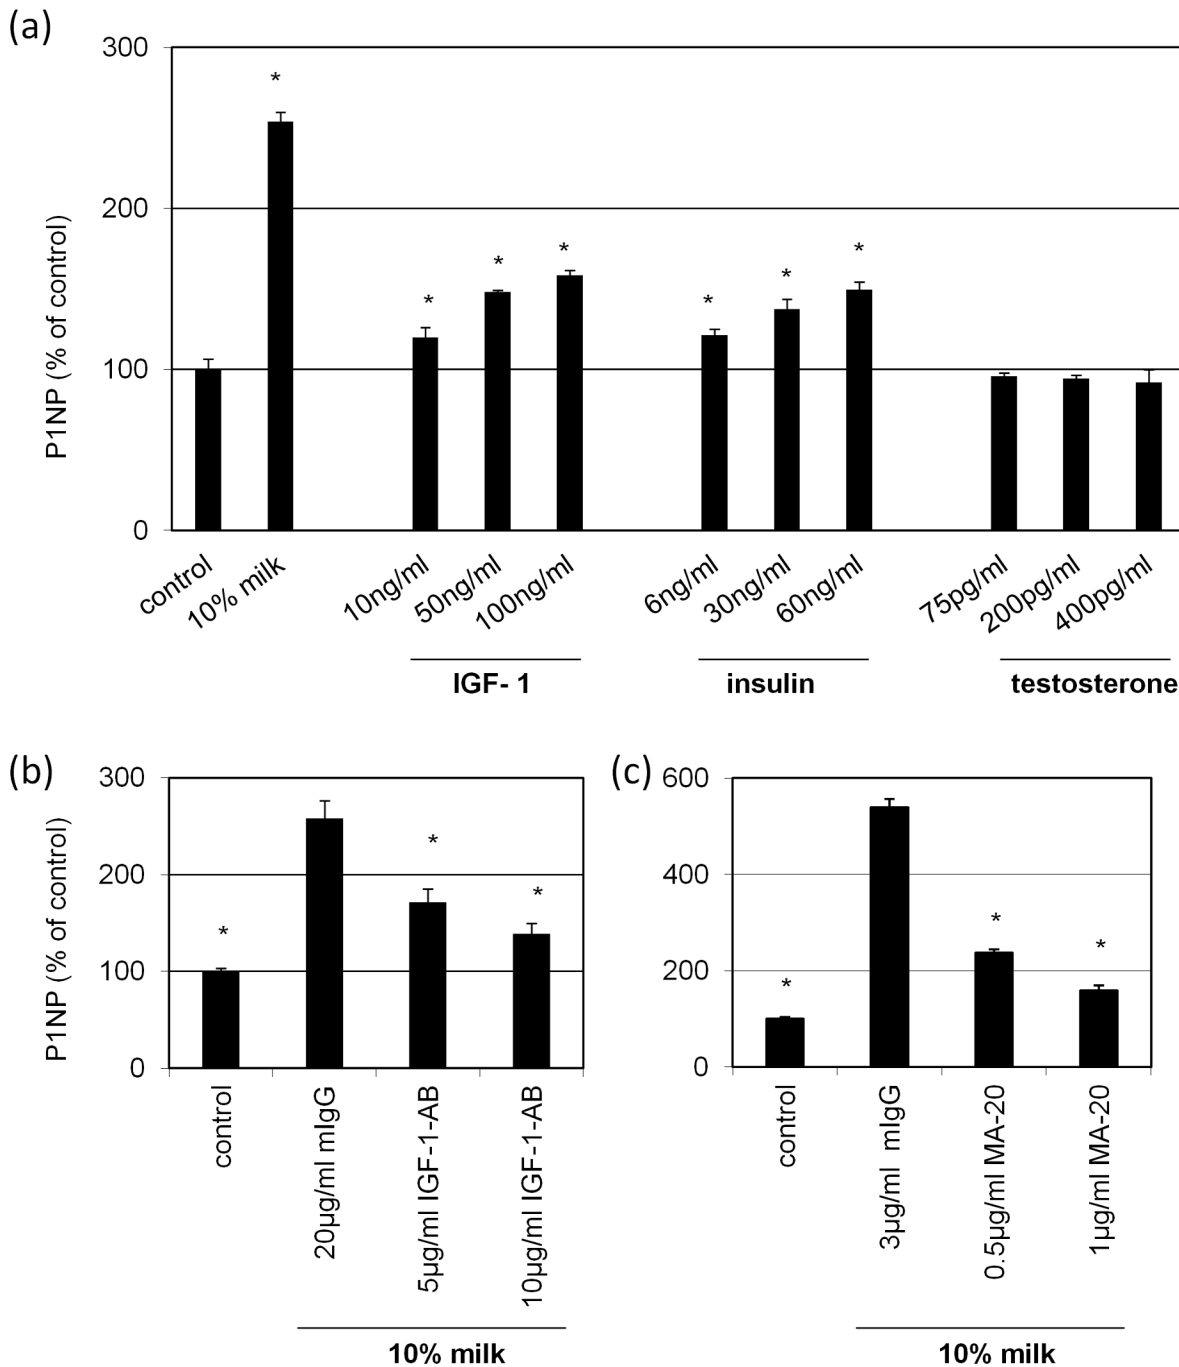 (a)
300
200
100
0
P1NP (% of control)
*
* * *
* * *
control
10% milk
10ng/ml
50ng/ml
100ng/ml
6ng/ml
30ng/ml
60ng/ml
75pg/ml
200pg/ml
400pg/ml
IGF- 1
insulin
testosterone
(b)
300
200
100
0
P1NP (% of control)
* * *
control
20µg/ml mIgG
5µg/ml IGF-1-AB
10µg/ml IGF-1-AB
10% milk
(c)
600
400
200
0
* * *
control
3µg/ml mIgG
0.5µg/ml MA-20
1µg/ml MA-20
10% milk